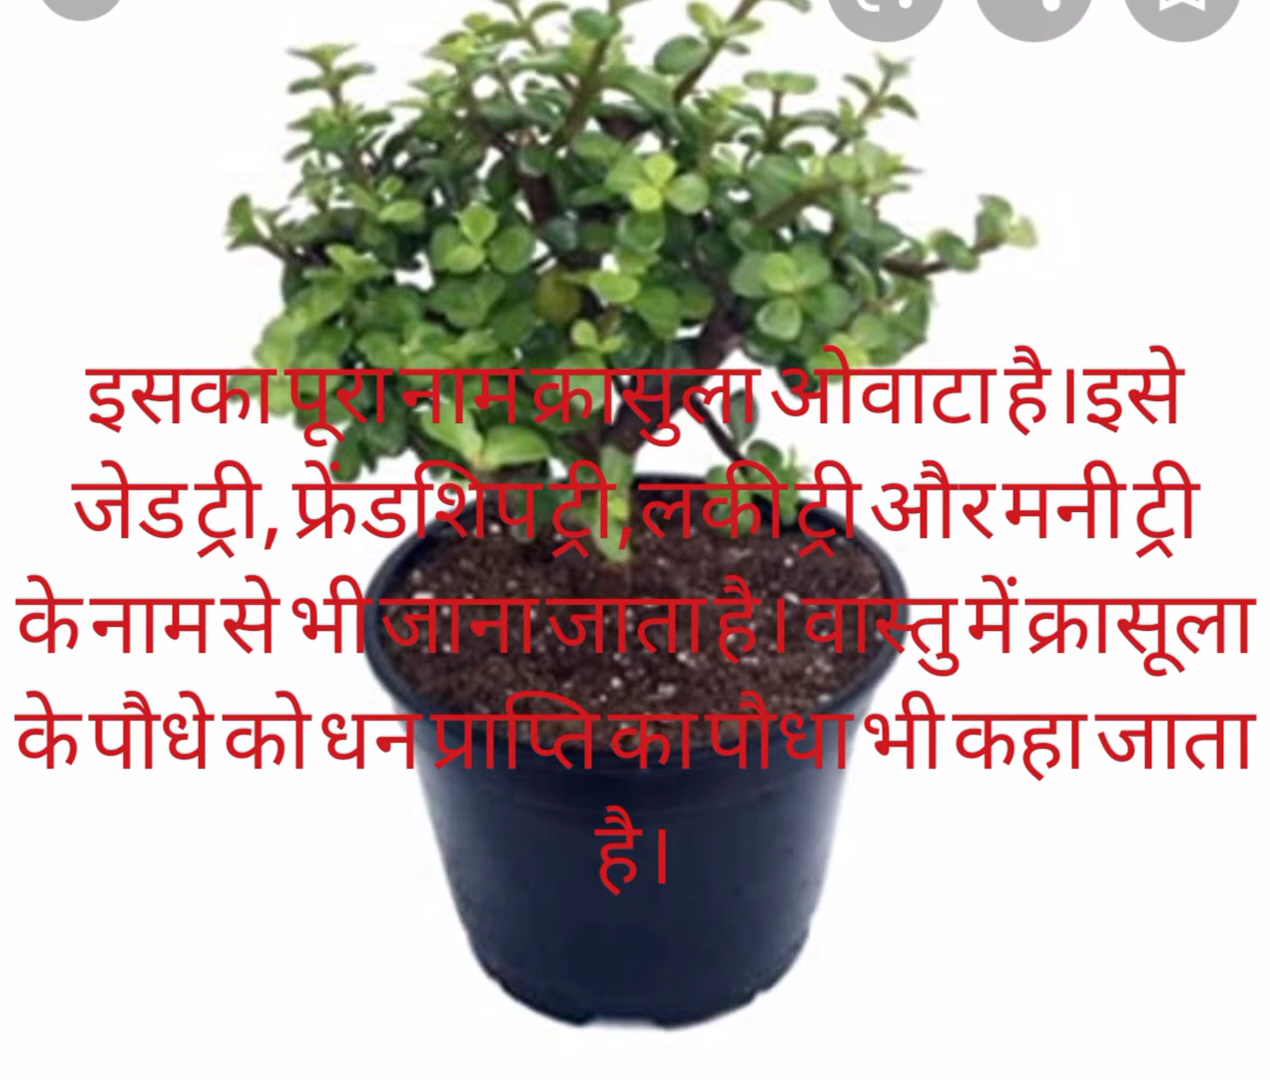 इसका पूरा नाम क्रासुला ओवाटा है।इसे
जेड ट्री, फ्रेंडशिप ट्री,लकी ट्री और मनी ट्री
के नाम से भी जाना जाता है। वास्तु में क्रासूला
के पौधे को धन प्राप्ति का पौधा भी कहा जाता
है।